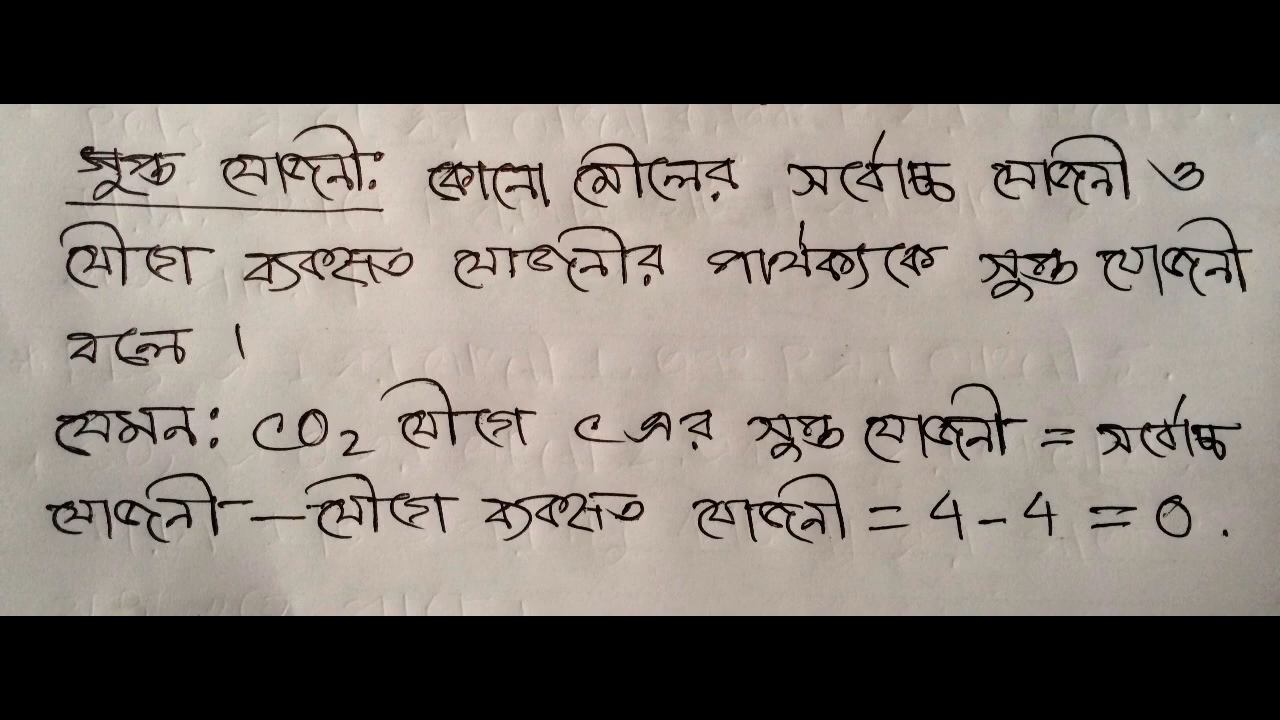 সুপ্ত যোজনী: কোনো মৌলের সর্বোচ্চ যোজনী ও
যৌগে ব্যবহৃত যোজনীর পার্থক্যকে সুপ্ত যোজনী
বলে ।
যেমন: CO₂ যৌগে C এর সুপ্ত যোজনী = সর্বোচ্চ
যোজনী – যৌগে ব্যবহৃত যোজনী = 4 - 4 = 0 .